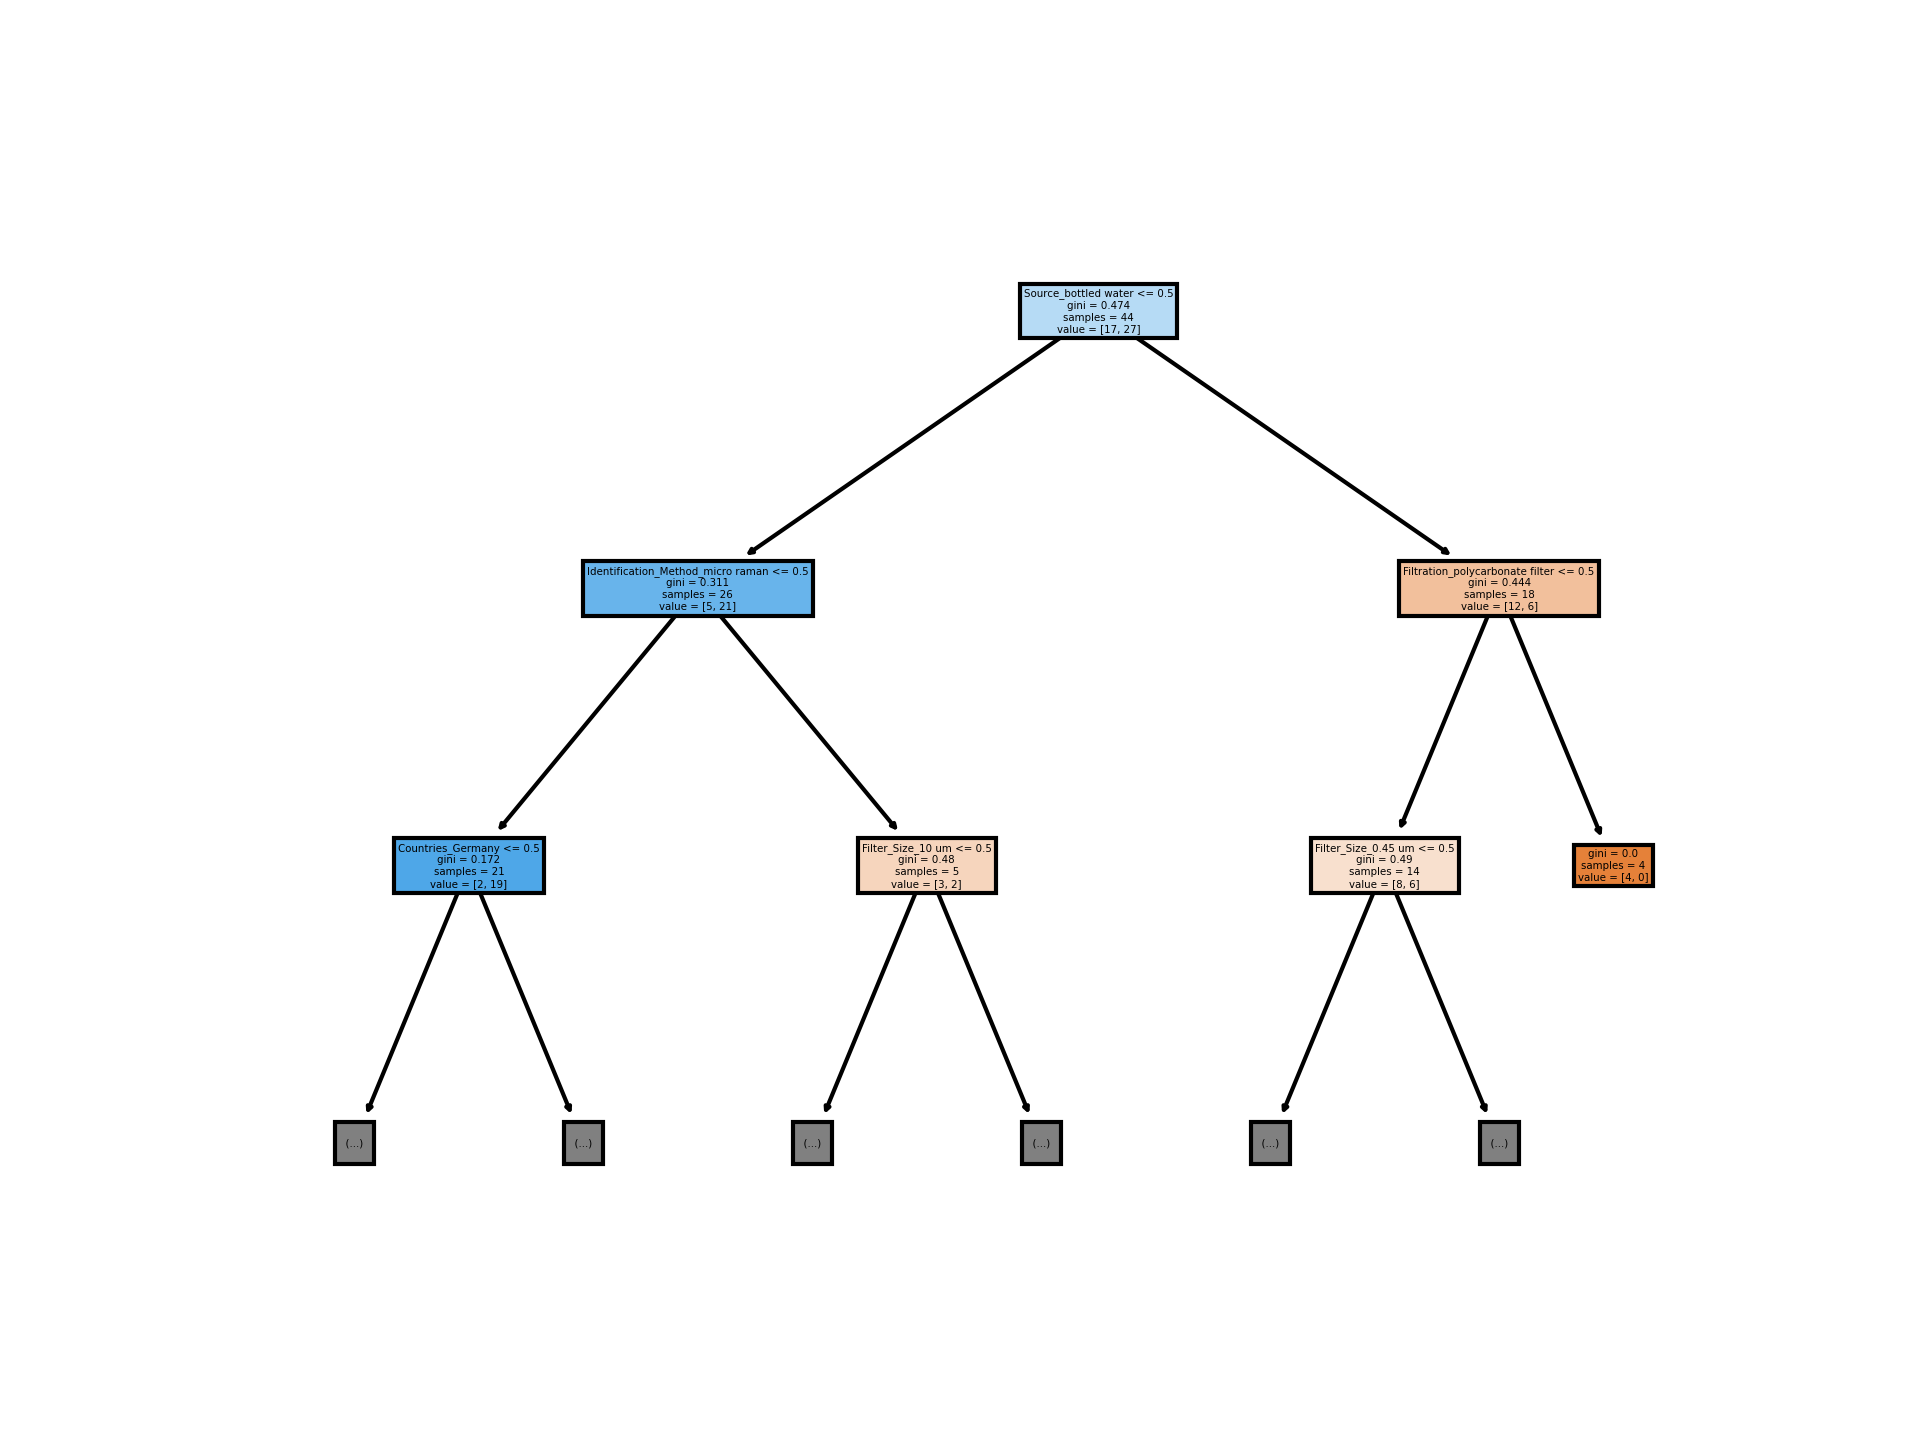 Source_bottled water <= 0.5
gini = 0.474
samples = 44
value = [17, 27]
Identification_Method_micro raman <= 0.5
gini = 0.311
samples = 26
value = [5, 21]
Filtration_polycarbonate filter <= 0.5
gini = 0.444
samples = 18
value = [12, 6]
Countries_Germany <= 0.5
gini = 0.172
samples = 21
value = [2, 19]
Filter_Size_10 um <= 0.5
gini = 0.48
samples = 5
value = [3, 2]
Filter_Size_0.45 um <= 0.5
gini = 0.49
samples = 14
value = [8, 6]
gini = 0.0
samples = 4
value = [4, 0]
(...)
(...)
(...)
(...)
(...)
(...)